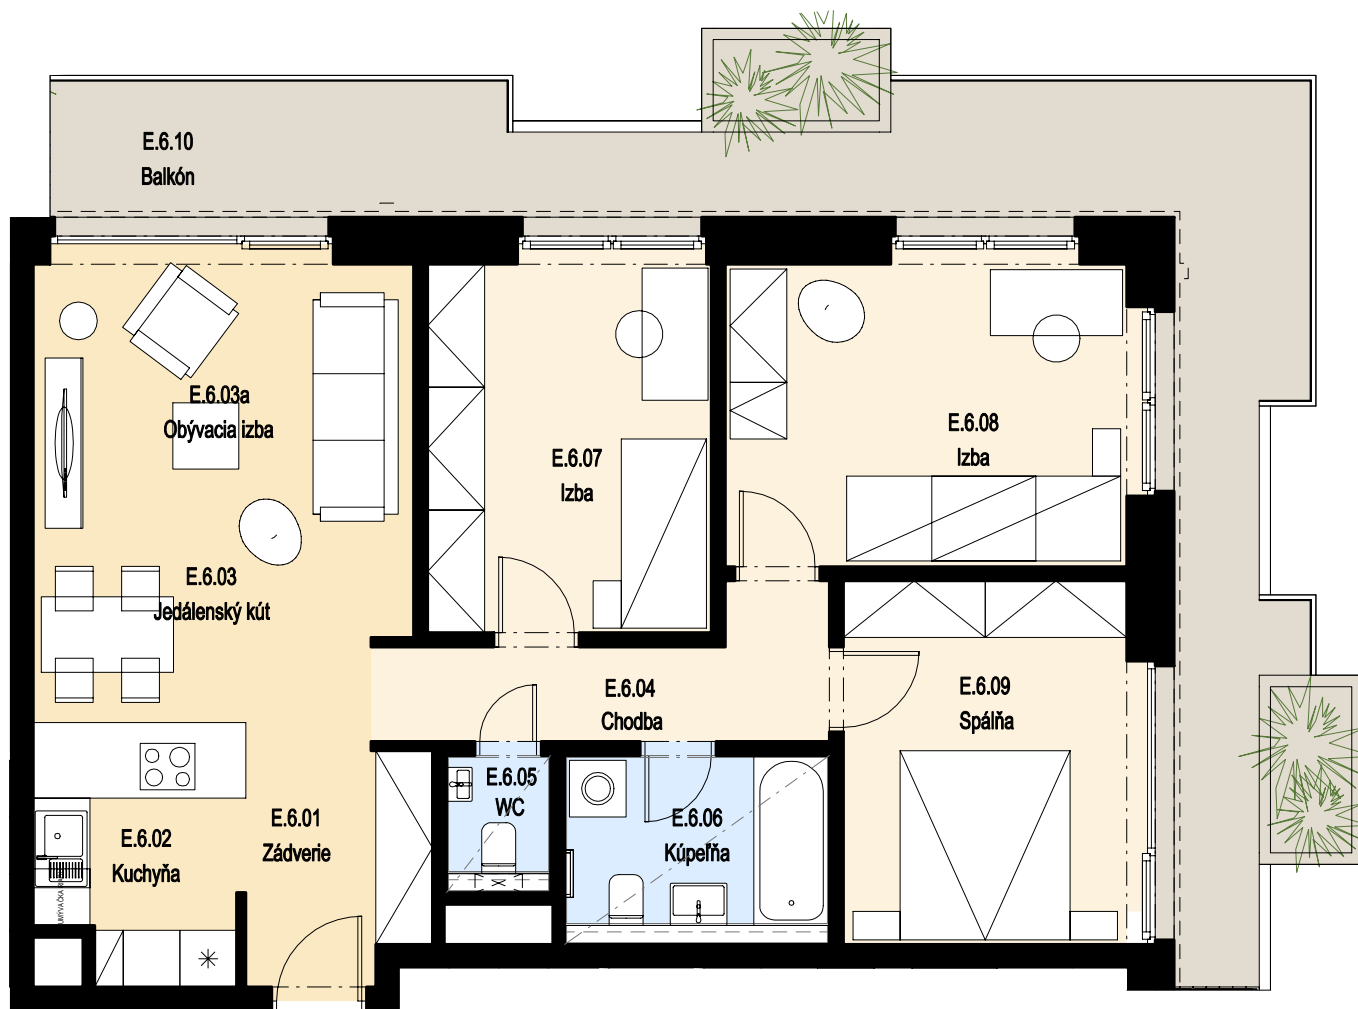 E.6.10
Balkón
E.6.03a
Obývacia izba
E.6.07
Izba
E.6.08
Izba
E.6.03
Jedálenský kút
E.6.04
Chodba
E.6.09
Spálňa
E.6.05
WC
E.6.01
Zádverie
E.6.02
Kuchyňa
E.6.06
Kúpeľňa